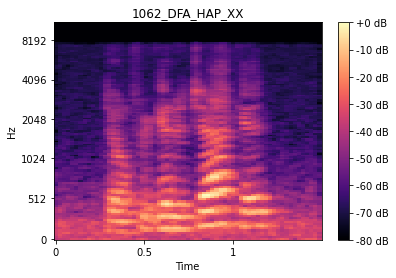 1062_DFA_HAP_XX
8192
4096
2048
1024
512
0
Hz
0
0.5
1
Time
+0 dB
-10 dB
-20 dB
-30 dB
-40 dB
-50 dB
-60 dB
-70 dB
-80 dB